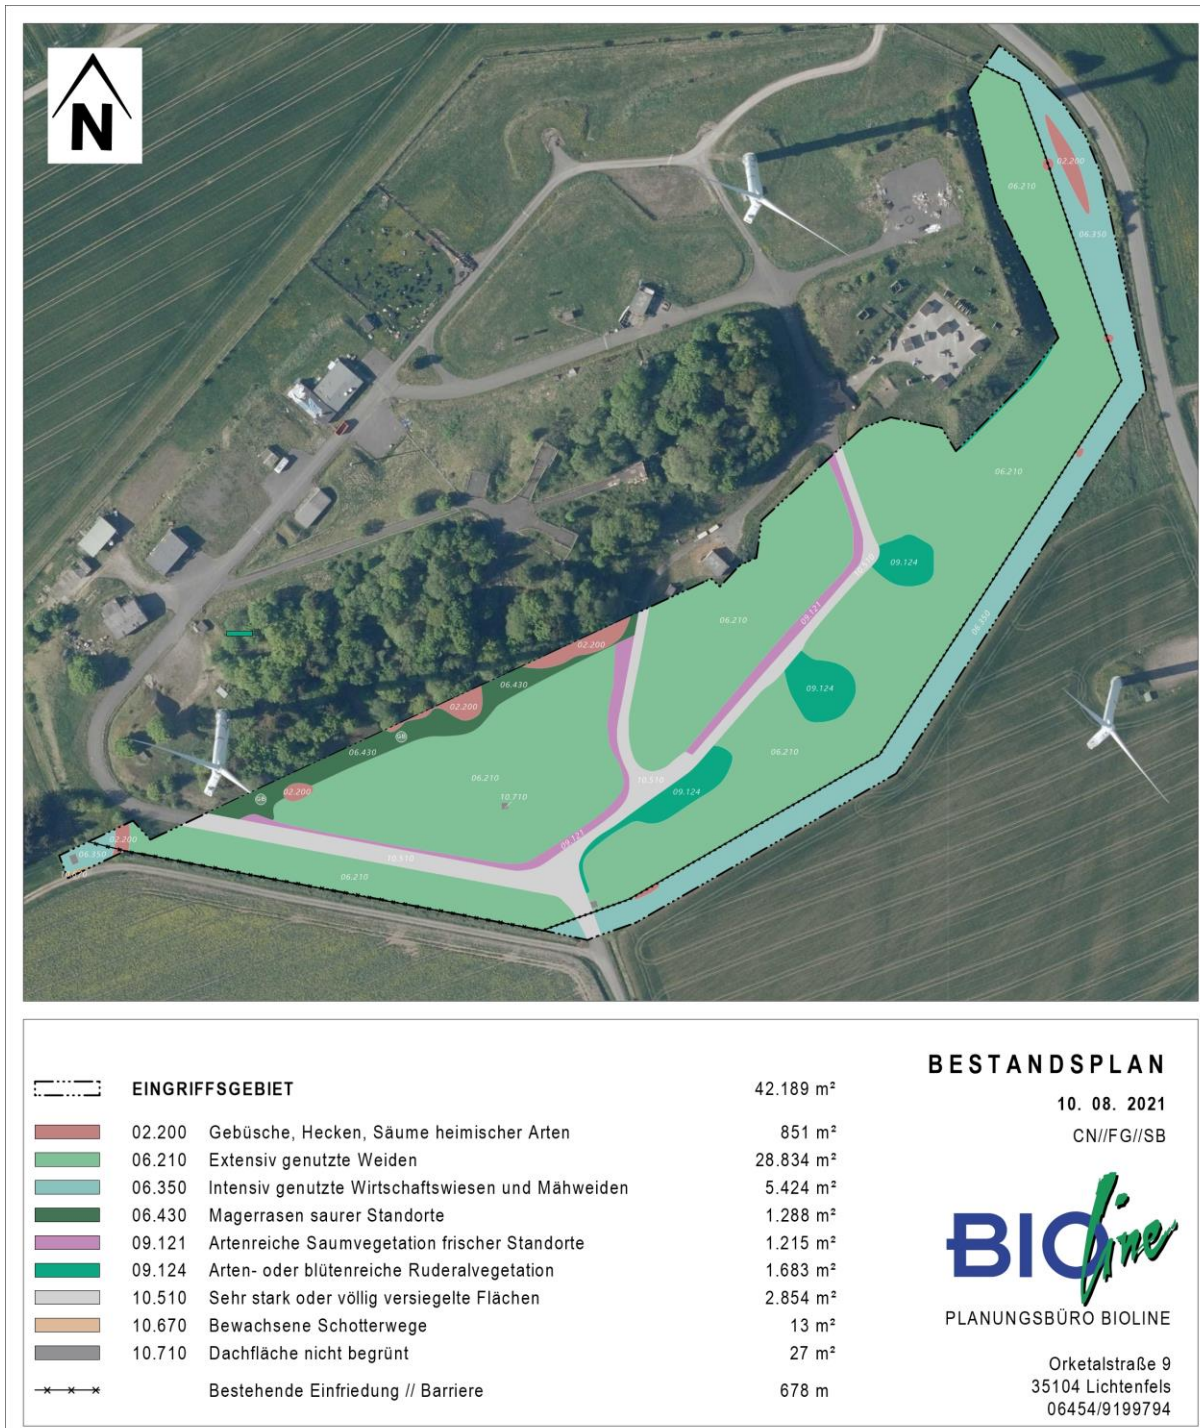 N
02.200
06.210
06.350
06.210
09.124
10.510
09.121
06.210
06.350
02.200
06.430
09.124
02.200
GB
06.430
06.210
06.210
10.510
10.710
09.124
GB
02.200
02.200
09.121
06.350
10.510
06.210
BESTANDSPLAN
10. 08. 2021
CN//FG//SB
EINGRIFFSGEBIET 42.189 m²
02.200 Gebüsche, Hecken, Säume heimischer Arten 851 m²
06.210 Extensiv genutzte Weiden 28.834 m²
06.350 Intensiv genutzte Wirtschaftswiesen und Mähweiden 5.424 m²
06.430 Magerrasen saurer Standorte 1.288 m²
09.121 Artenreiche Saumvegetation frischer Standorte 1.215 m²
09.124 Arten- oder blütenreiche Ruderalvegetation 1.683 m²
10.510 Sehr stark oder völlig versiegelte Flächen 2.854 m²
10.670 Bewachsene Schotterwege 13 m²
10.710 Dachfläche nicht begrünt 27 m²
Bestehende Einfriedung // Barriere 678 m
BIOline
PLANUNGSBÜRO BIOLINE
Orketalstraße 9
35104 Lichtenfels
06454/9199794